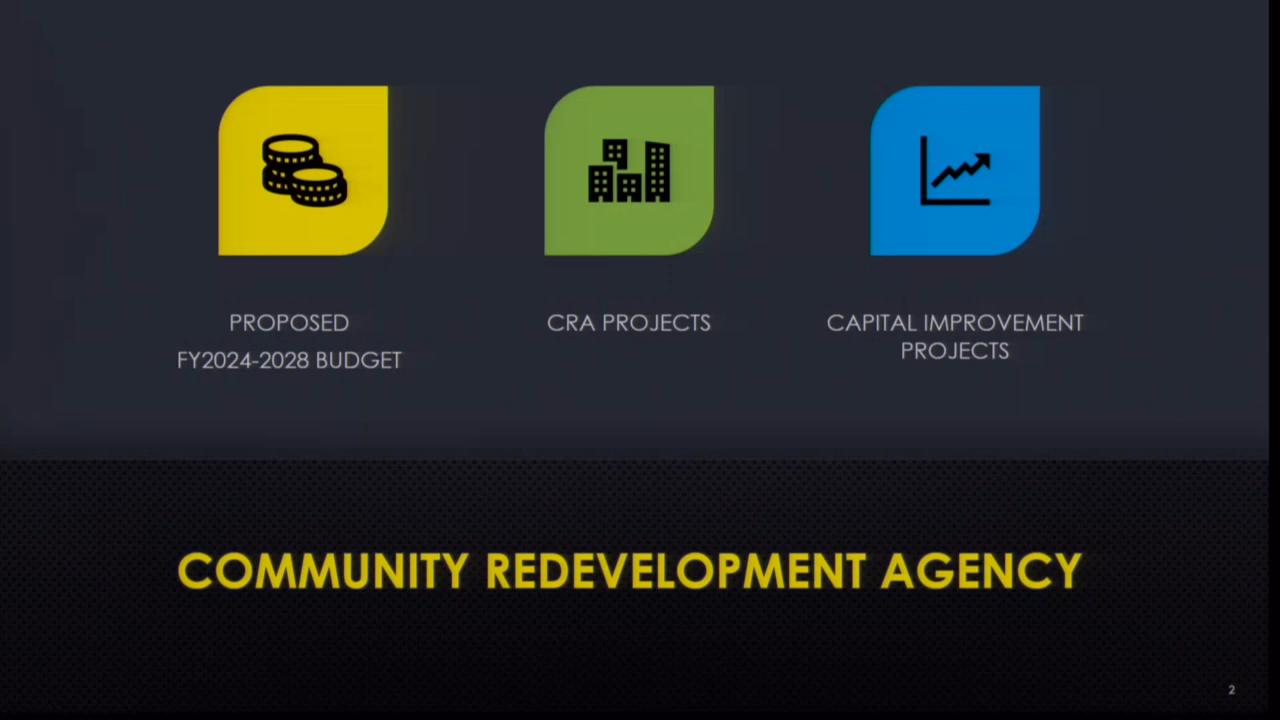 PROPOSED
FY2024-2028 BUDGET
CRA PROJECTS
CAPITAL IMPROVEMENT
PROJECTS
COMMUNITY REDEVELOPMENT AGENCY
2